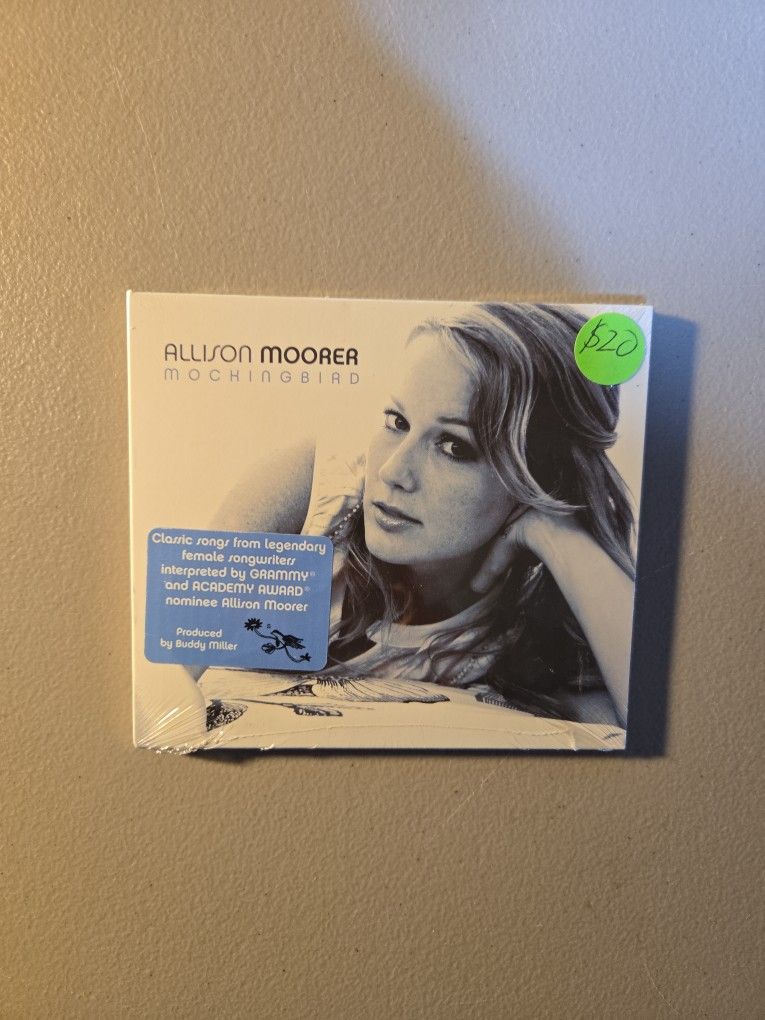 ALLISON MOORER
MOCKINGBIRD
$20
Classic songs from legendary
female songwriters
interpreted by GRAMMY®
and ACADEMY AWARD®
nominee Allison Moorer
Produced
by Buddy Miller